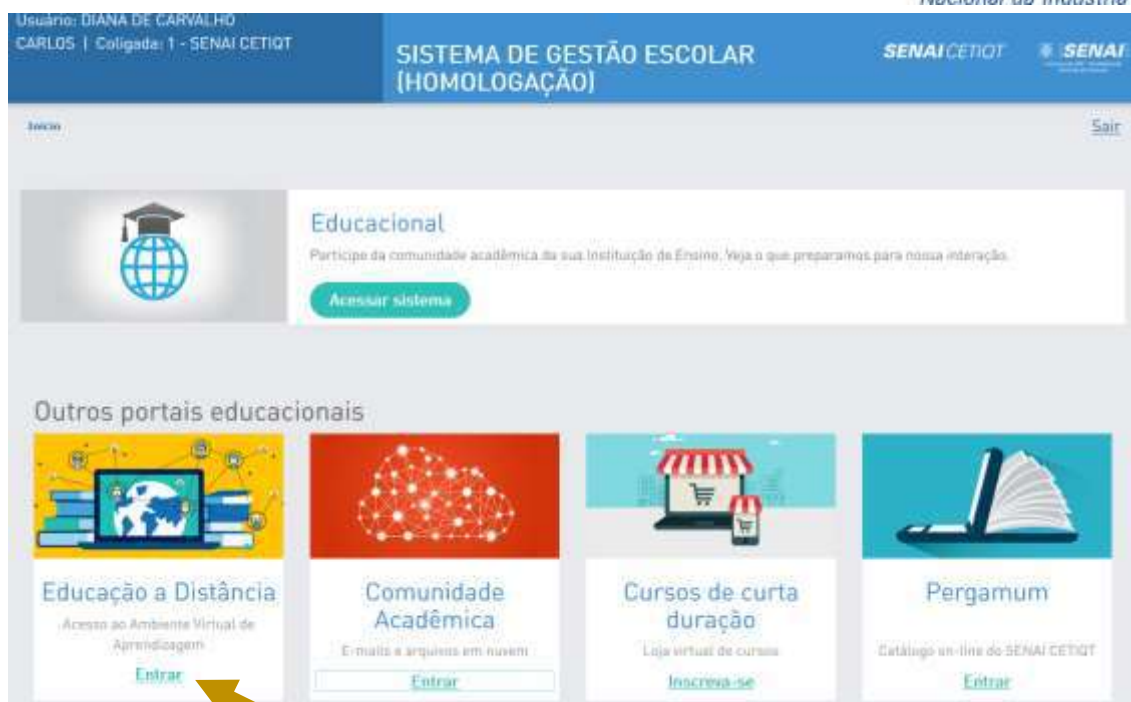 Nacional da Indústria
Usuário: DIANA DE CARVALHO
CARLOS | Coligada: 1 - SENAI CETIQT
SISTEMA DE GESTÃO ESCOLAR
(HOMOLOGAÇÃO)
SENAI CETIQT
SENAI
Início
Sair
Educacional
Participe da comunidade acadêmica da sua Instituição de Ensino. Veja o que preparamos para nossa interação.
Acessar sistema
Outros portais educacionais
Educação a Distância
Acesso ao Ambiente Virtual de
Aprendizagem
Entrar
Comunidade
Acadêmica
E-mails e arquivos em nuvem
Entrar
Cursos de curta
duração
Loja virtual de cursos
Inscreva-se
Pergamum
Catálogo on-line do SENAI CETIQT
Entrar